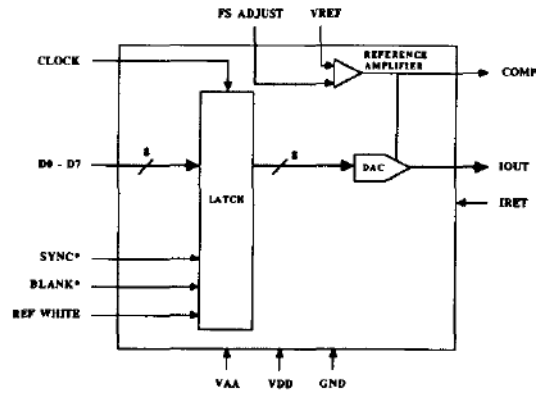 FS ADJUST VREF
REFERENCE
AMPLIFIER
CLOCK
COMP
8
8
D0 - D7
DAC
IOUT
LATCH
IRET
SYNC*
BLANK*
REF WHITE
VAA VDD GND